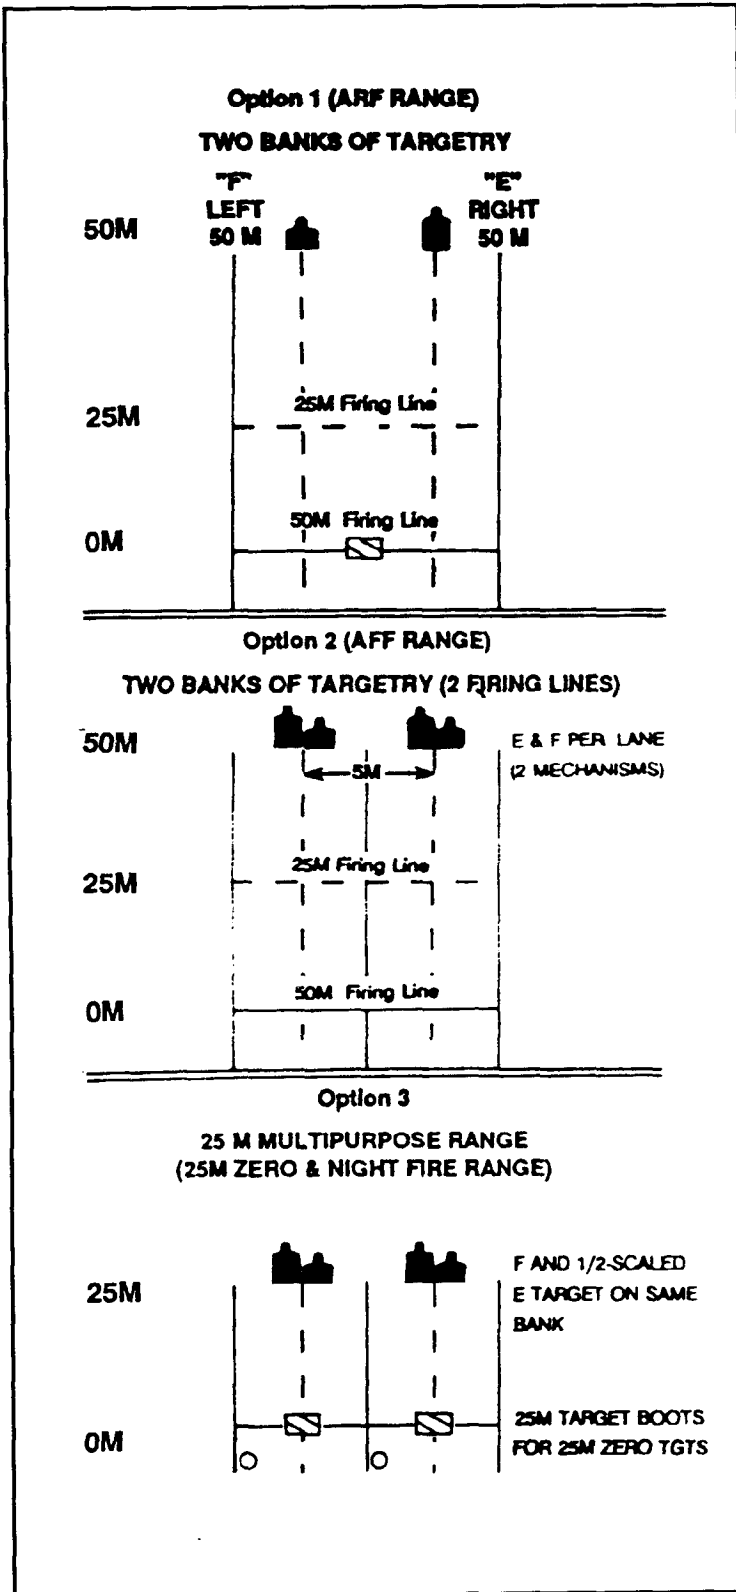 Option 1 (ARF RANGE)
TWO BANKS OF TARGETRY
"F" "E"
LEFT RIGHT
50M 50 M 50 M
25M Firing Line
25M
50M Firing Line
0M
Option 2 (AFF RANGE)
TWO BANKS OF TARGETRY (2 FIRING LINES)
50M E & F PER LANE
5M (2 MECHANISMS)
25M Firing Line
25M
50M Firing Line
0M
Option 3
25 M MULTIPURPOSE RANGE
(25M ZERO & NIGHT FIRE RANGE)
F AND 1/2-SCALED
25M E TARGET ON SAME
BANK
25M TARGET BOOTS
0M FOR 25M ZERO TGTS